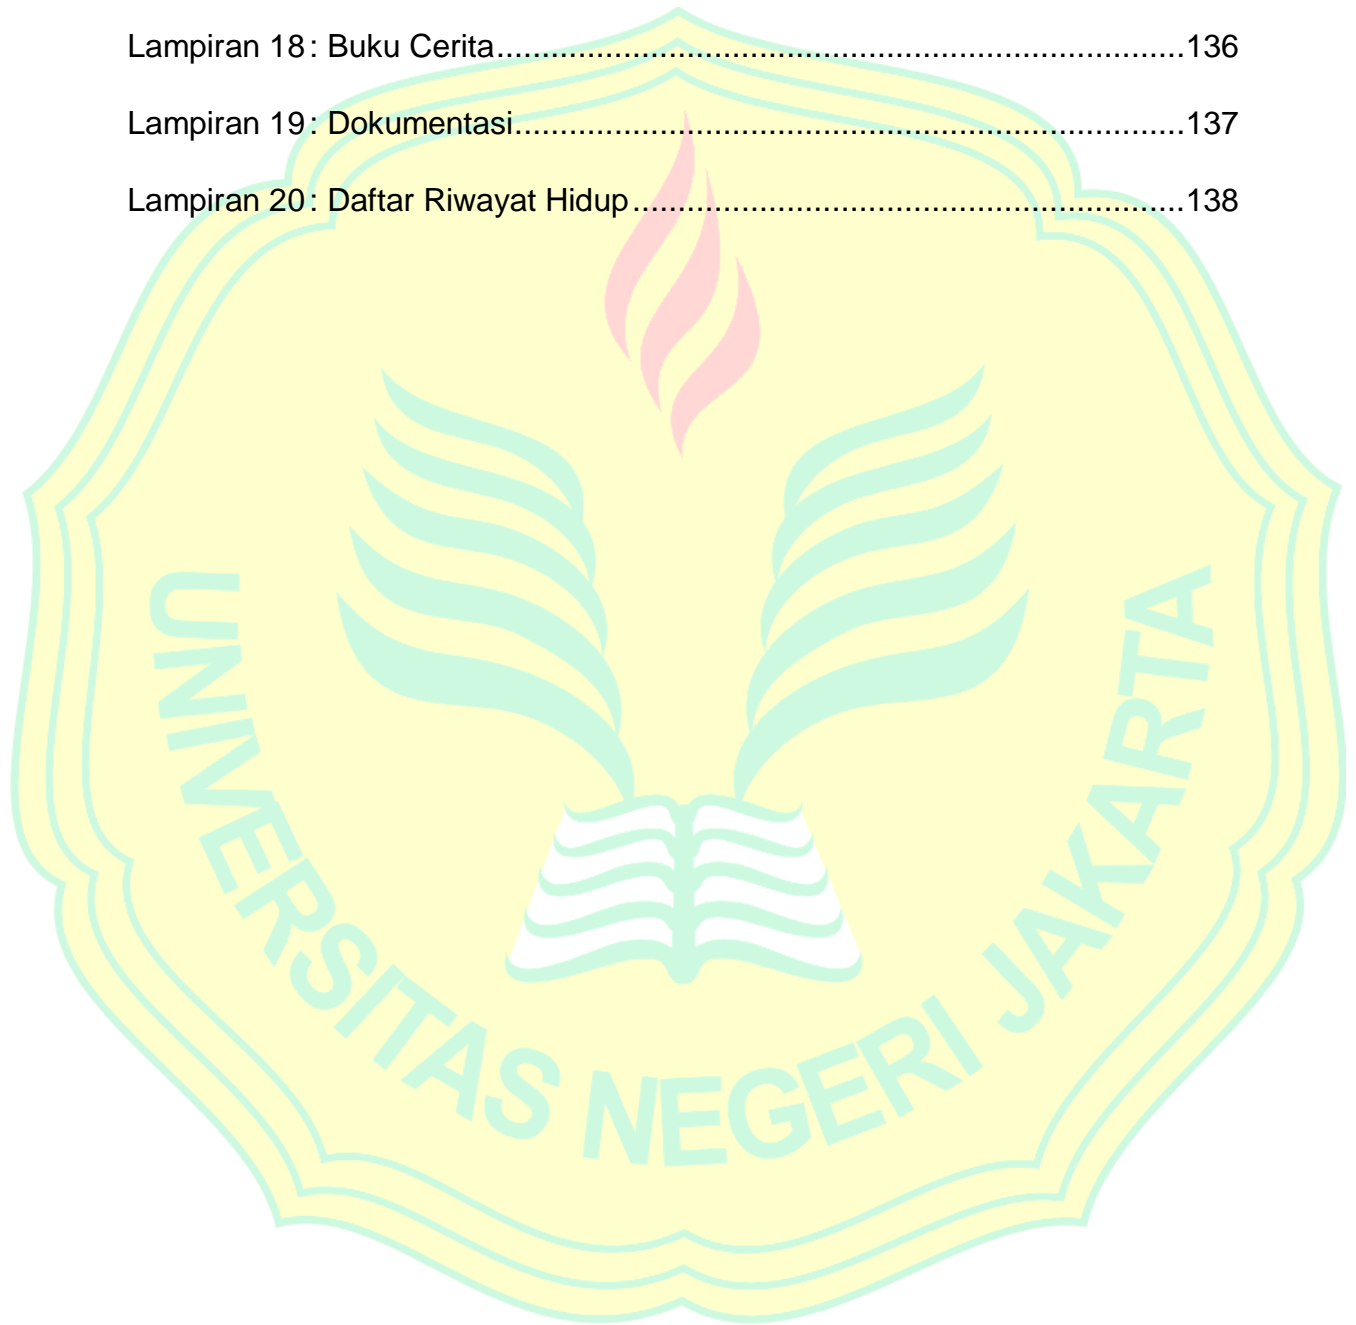 Lampiran 18: Buku Cerita............................................................................136
Lampiran 19: Dokumentasi..........................................................................137
Lampiran 20: Daftar Riwayat Hidup.............................................................138
UNIVERSITAS NEGERI JAKARTA